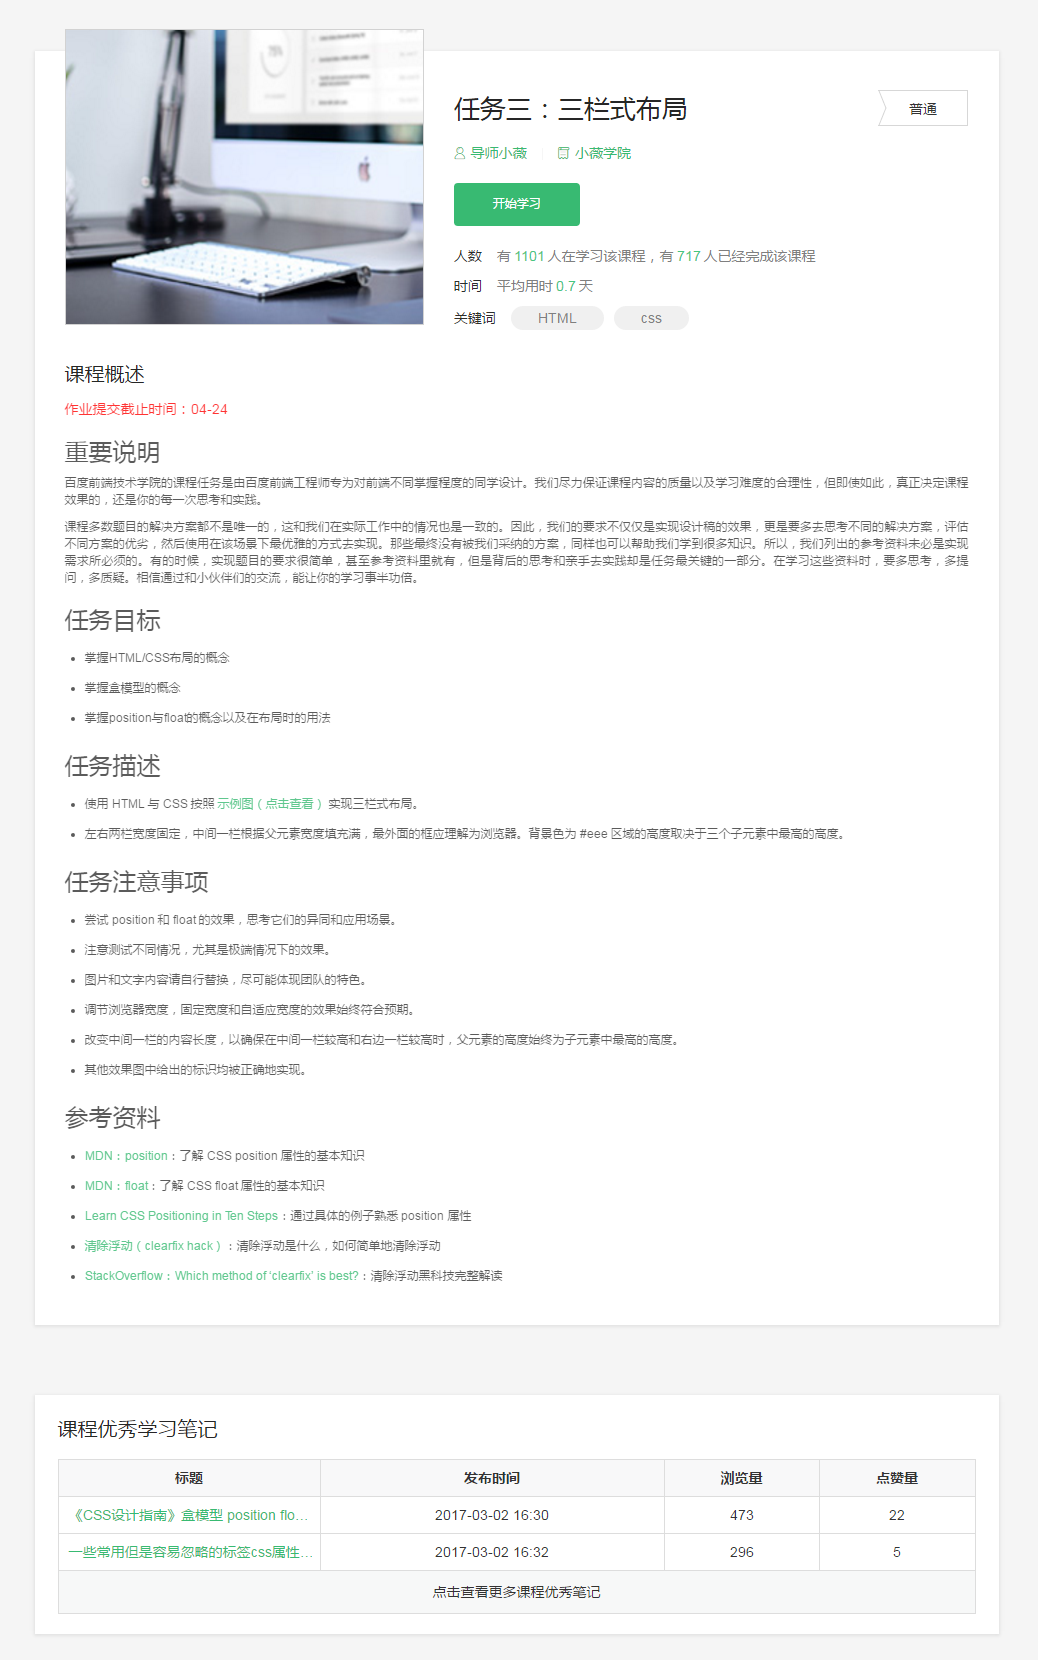 任务三：三栏式布局
普通
导师小薇
小薇学院
开始学习
人数 有 1101 人在学习该课程，有 717 人已经完成该课程
时间 平均用时 0.7 天
关键词 HTML css
课程概述
作业提交截止时间：04-24
重要说明
百度前端技术学院的课程任务是由百度前端工程师专为对前端不同掌握程度的同学设计。我们尽力保证课程内容的质量以及学习难度的合理性，但即使如此，真正决定课程
效果的，还是你的每一次思考和实践。
课程多数题目的解决方案都不是唯一的，这和我们在实际工作中的情况也是一致的。因此，我们的要求不仅仅是实现设计稿的效果，更是要多去思考不同的解决方案，评估
不同方案的优劣，然后使用在该场景下最优雅的方式去实现。那些最终没有被我们采纳的方案，同样也可以帮助我们学到很多知识。所以，我们列出的参考资料未必是实现
需求所必须的。有的时候，实现题目的要求很简单，甚至参考资料里就有，但是背后的思考和亲手去实践却是任务最关键的一部分。在学习这些资料时，要多思考，多提
问，多质疑。相信通过和小伙伴们的交流，能让你的学习事半功倍。
任务目标
掌握HTML/CSS布局的概念
掌握盒模型的概念
掌握position与float的概念以及在布局时的用法
任务描述
使用 HTML 与 CSS 按照 示例图（点击查看） 实现三栏式布局。
左右两栏宽度固定，中间一栏根据父元素宽度填充满，最外面的框应理解为浏览器。背景色为 #eee 区域的高度取决于三个子元素中最高的高度。
任务注意事项
尝试 position 和 float 的效果，思考它们的异同和应用场景。
注意测试不同情况，尤其是极端情况下的效果。
图片和文字内容请自行替换，尽可能体现团队的特色。
调节浏览器宽度，固定宽度和自适应宽度的效果始终符合预期。
改变中间一栏的内容长度，以确保在中间一栏较高和右边一栏较高时，父元素的高度始终为子元素中最高的高度。
其他效果图中给出的标识均被正确地实现。
参考资料
MDN：position：了解 CSS position 属性的基本知识
MDN：float：了解 CSS float 属性的基本知识
Learn CSS Positioning in Ten Steps：通过具体的例子熟悉 position 属性
清除浮动（clearfix hack）：清除浮动是什么，如何简单地清除浮动
StackOverflow：Which method of ‘clearfix’ is best?：清除浮动黑科技完整解读
课程优秀学习笔记
标题 发布时间 浏览量 点赞量
《CSS设计指南》盒模型 position flo... 2017-03-02 16:30 473 22
一些常用但是容易忽略的标签css属性... 2017-03-02 16:32 296 5
点击查看更多课程优秀笔记